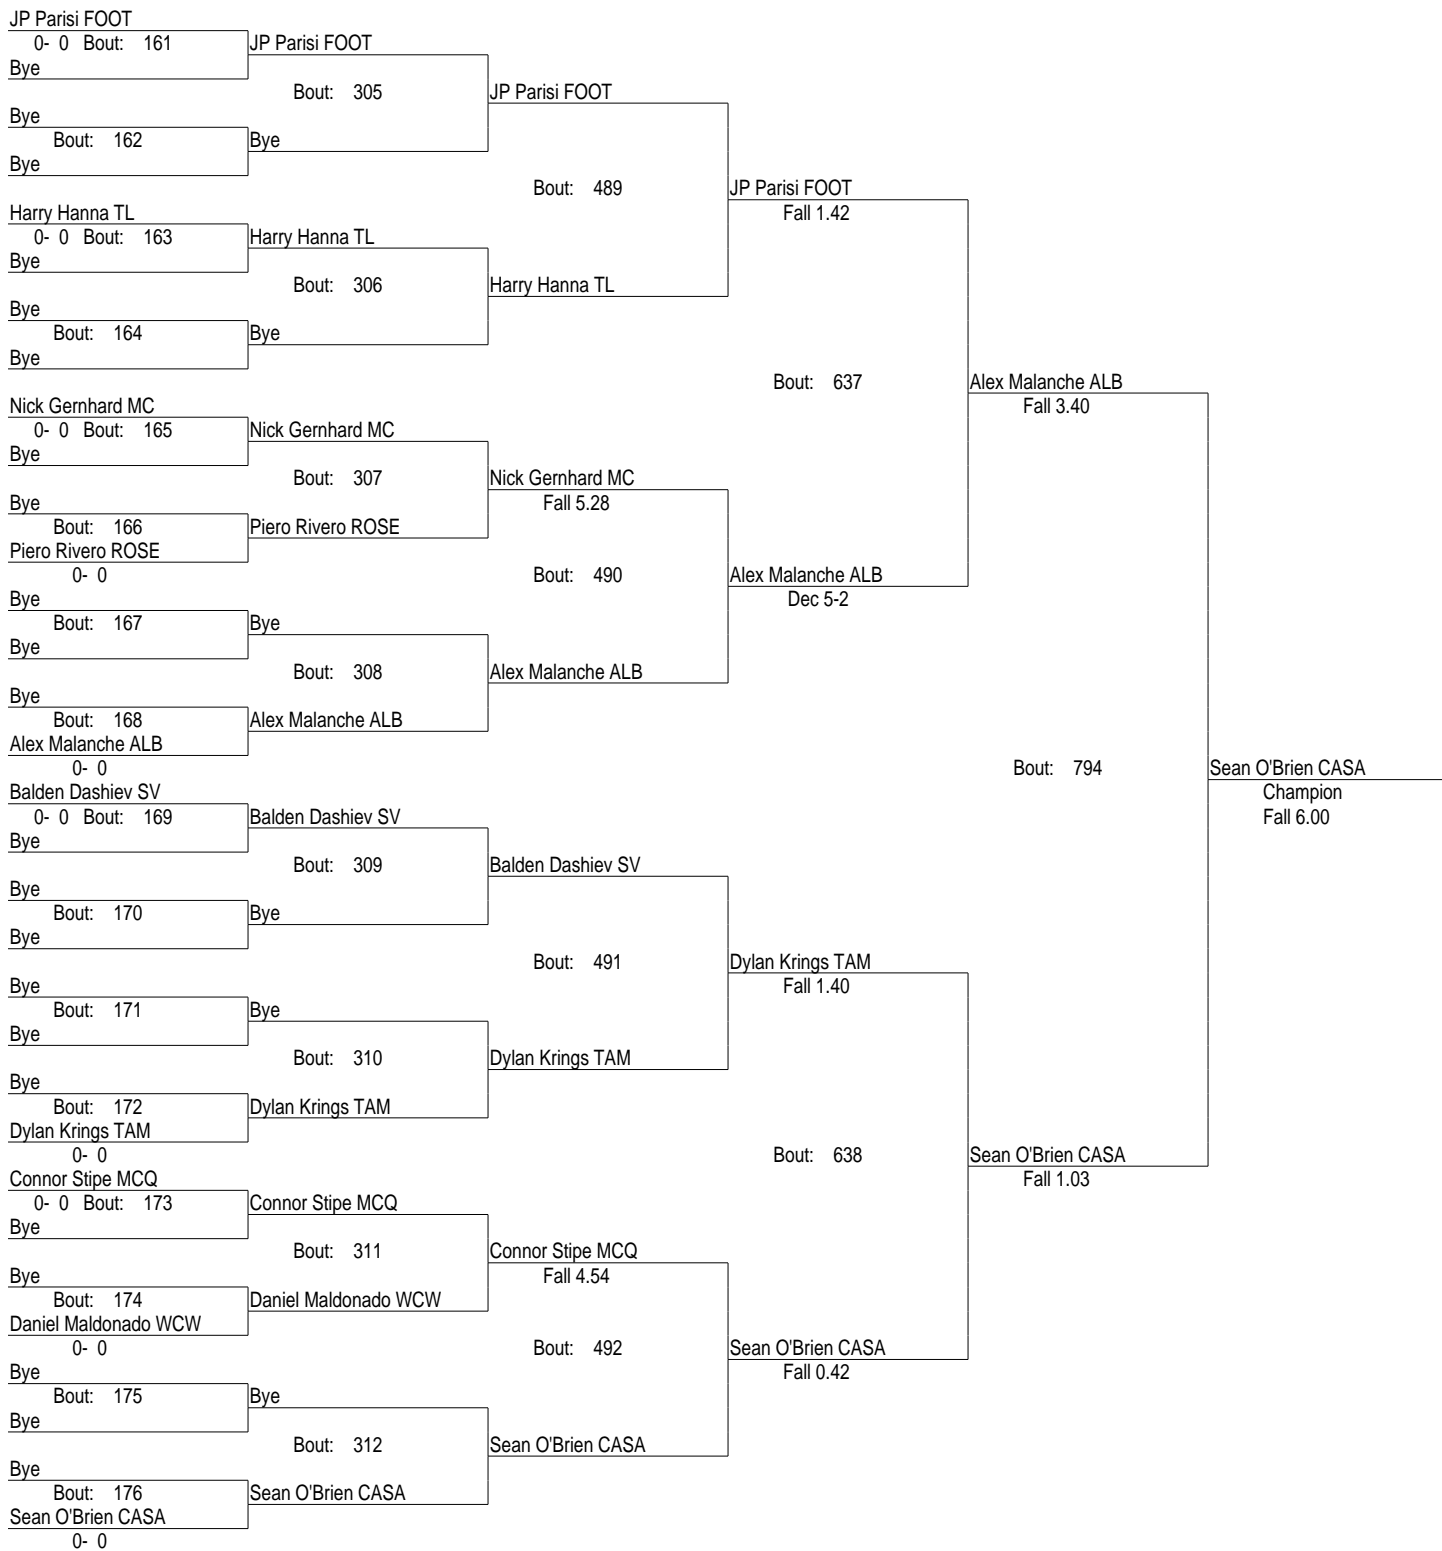 JP Parisi FOOT
0- 0 Bout: 161
JP Parisi FOOT
Bye
Bout: 305
JP Parisi FOOT
Bye
Bout: 162
Bye
Bye
Bout: 489
JP Parisi FOOT
Fall 1.42
Harry Hanna TL
0- 0 Bout: 163
Harry Hanna TL
Bye
Bout: 306
Harry Hanna TL
Bye
Bout: 164
Bye
Bye
Bout: 637
Alex Malanche ALB
Fall 3.40
Nick Gernhard MC
0- 0 Bout: 165
Nick Gernhard MC
Bye
Bout: 307
Nick Gernhard MC
Fall 5.28
Bye
Bout: 166
Piero Rivero ROSE
Piero Rivero ROSE
0- 0
Bout: 490
Alex Malanche ALB
Dec 5-2
Bye
Bout: 167
Bye
Bye
Bout: 308
Alex Malanche ALB
Bye
Bout: 168
Alex Malanche ALB
Alex Malanche ALB
0- 0
Bout: 794
Sean O'Brien CASA
Champion
Fall 6.00
Balden Dashiev SV
0- 0 Bout: 169
Balden Dashiev SV
Bye
Bout: 309
Balden Dashiev SV
Bye
Bout: 170
Bye
Bye
Bout: 491
Dylan Krings TAM
Fall 1.40
Bye
Bout: 171
Bye
Bye
Bout: 310
Dylan Krings TAM
Bye
Bout: 172
Dylan Krings TAM
Dylan Krings TAM
0- 0
Bout: 638
Sean O'Brien CASA
Fall 1.03
Connor Stipe MCQ
0- 0 Bout: 173
Connor Stipe MCQ
Bye
Bout: 311
Connor Stipe MCQ
Fall 4.54
Bye
Bout: 174
Daniel Maldonado WCW
Daniel Maldonado WCW
0- 0
Bout: 492
Sean O'Brien CASA
Fall 0.42
Bye
Bout: 175
Bye
Bye
Bout: 312
Sean O'Brien CASA
Bye
Bout: 176
Sean O'Brien CASA
Sean O'Brien CASA
0- 0